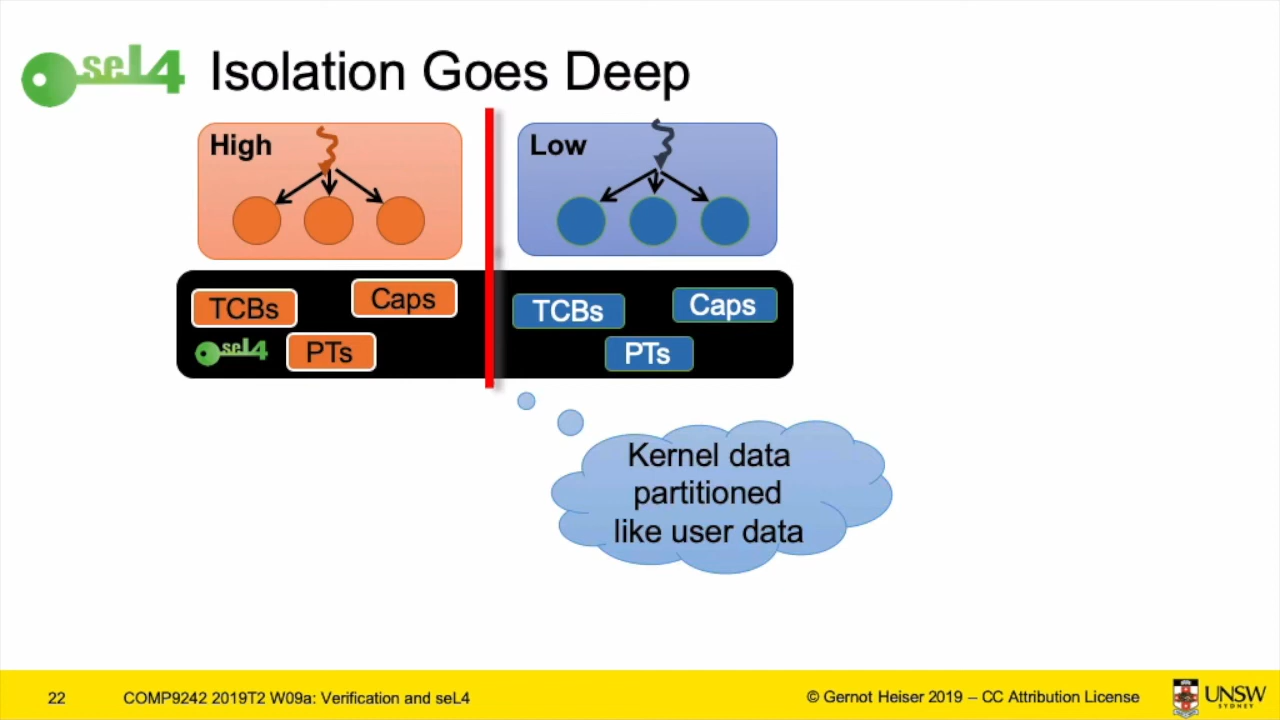 seL4
Isolation Goes Deep
High
Low
TCBs
Caps
seL4
PTs
TCBs
Caps
PTs
Kernel data
partitioned
like user data
22
COMP9242 2019T2 W09a: Verification and seL4
© Gernot Heiser 2019 – CC Attribution License
UNSW
SYDNEY